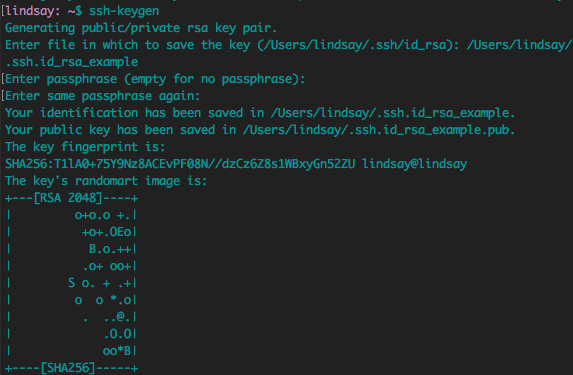 [lindsay: ~$ ssh-keygen
Generating public/private rsa key pair.
Enter file in which to save the key (/Users/lindsay/.ssh/id_rsa): /Users/lindsay/
.ssh.id_rsa_example
[Enter passphrase (empty for no passphrase):
[Enter same passphrase again:
Your identification has been saved in /Users/lindsay/.ssh.id_rsa_example.
Your public key has been saved in /Users/lindsay/.ssh.id_rsa_example.pub.
The key fingerprint is:
SHA256:T1lA0+75Y9Nz8ACEvPF08N//dzCz6Z8s1WBxyGn52ZU lindsay@lindsay
The key's randomart image is:
+---[RSA 2048]----+
|         o+o.o +.|
|          +o+.OEo|
|           B.o.++|
|          .o+ oo+|
|        S o. + .+|
|         o  o *.o|
|          .  ..@.|
|             .O.O|
|             oo*B|
+----[SHA256]-----+